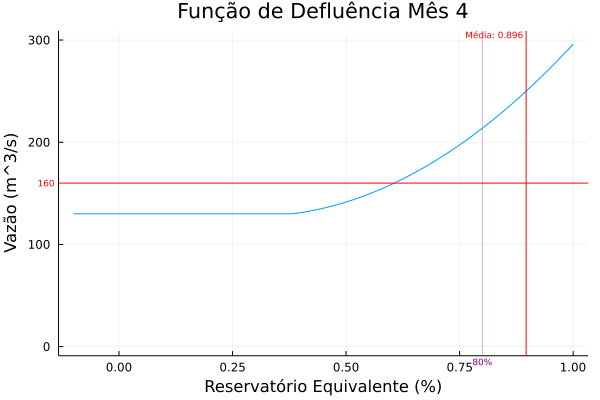 Função de Defluência Mês 4
Média: 0.896
300
200
160
100
0
Vazão (m^3/s)
0.00
0.25
0.50
0.75
80%
1.00
Reservatório Equivalente (%)